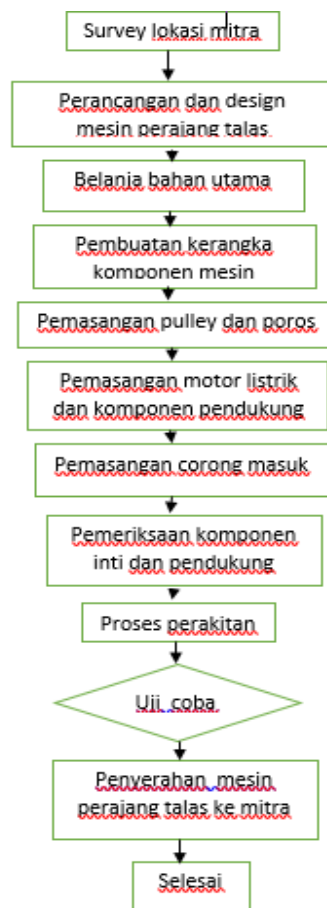 Survey lokasi mitra
Perancangan dan design
mesin perajang talas
Belanja bahan utama
Pembuatan kerangka
komponen mesin
Pemasangan pulley dan poros
Pemasangan motor listrik
dan komponen pendukung
Pemasangan corong masuk
Pemeriksaan komponen
inti dan pendukung
Proses perakitan
Uji coba
Penyerahan mesin
perajang talas ke mitra
Selesai